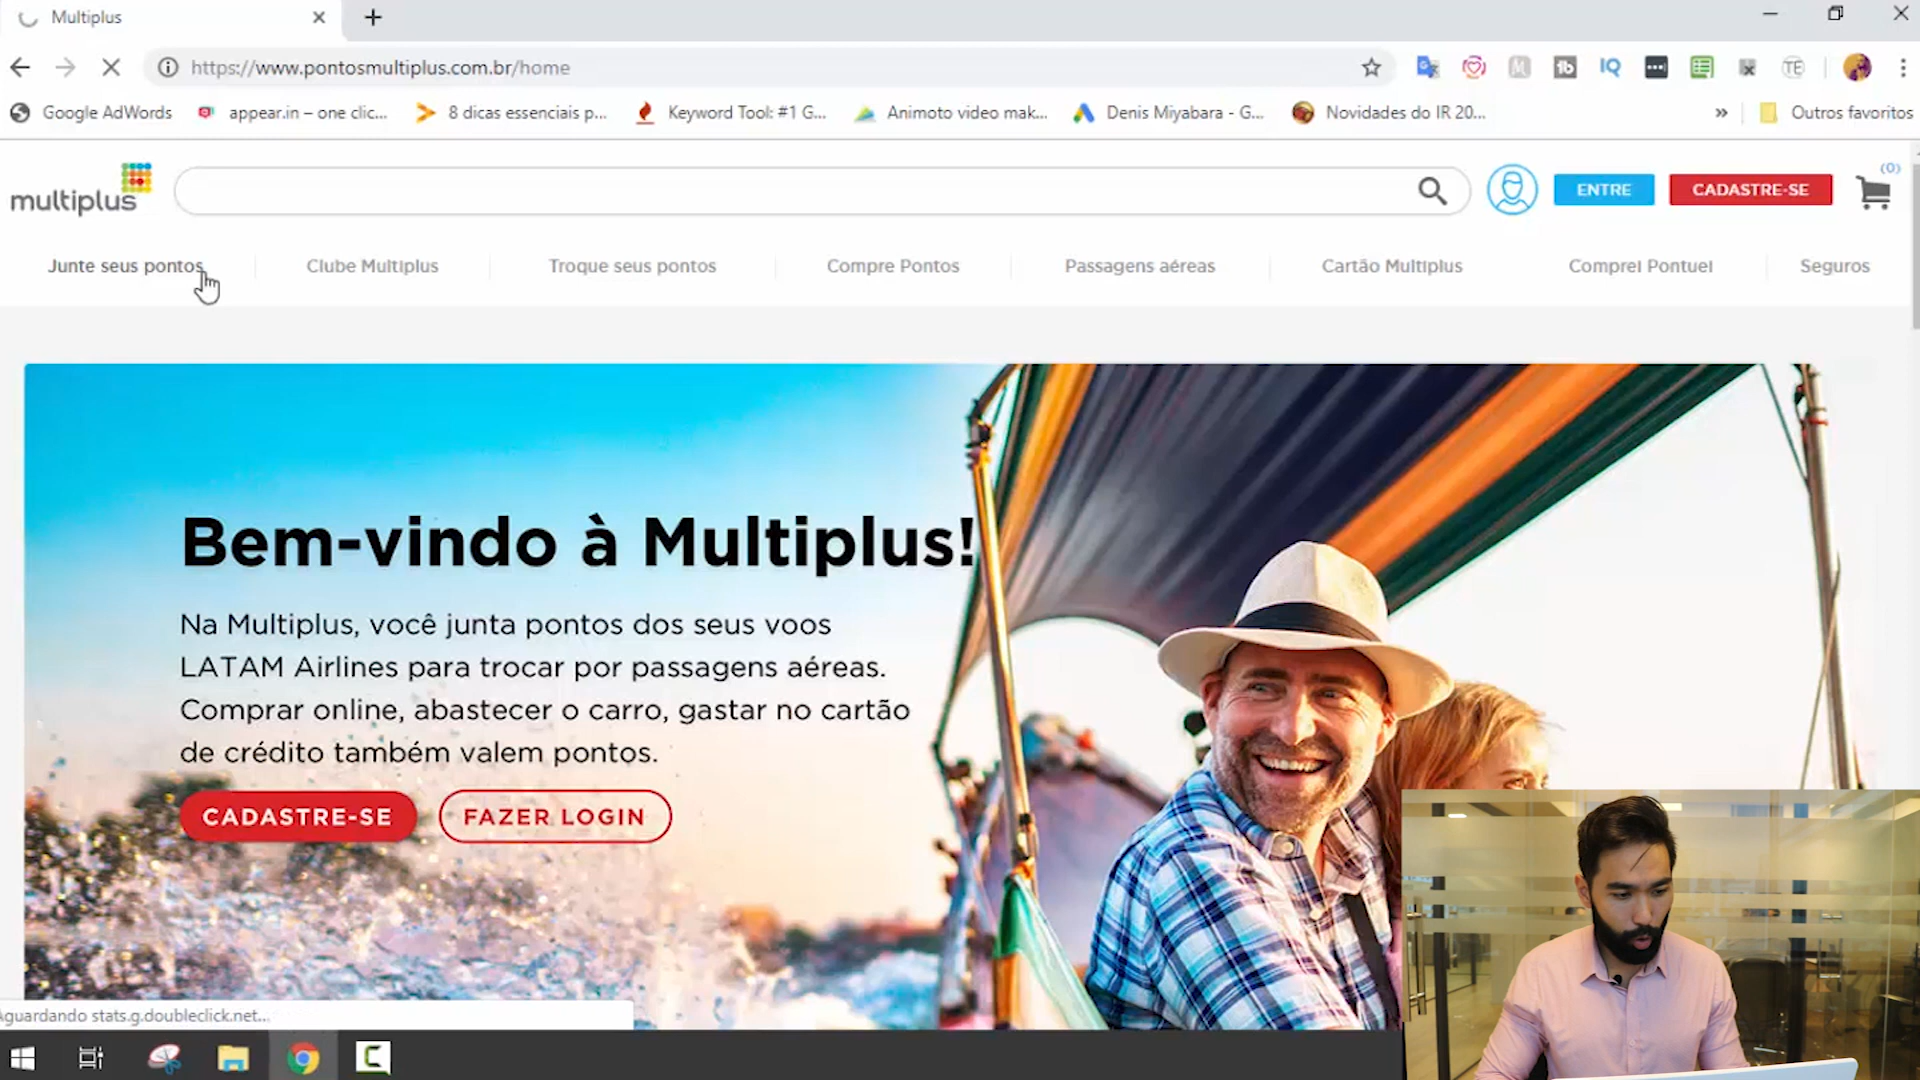 Multiplus
https://www.pontosmultiplus.com.br/home
Google AdWords
appear.in – one clic...
8 dicas essenciais p...
Keyword Tool: #1 G...
Animoto video mak...
Denis Miyabara - G...
Novidades do IR 20...
»
Outros favoritos
multiplus
ENTRE
CADASTRE-SE
(0)
Junte seus pontos
Clube Multiplus
Troque seus pontos
Compre Pontos
Passagens aéreas
Cartão Multiplus
Comprei Pontuei
Seguros
Bem-vindo à Multiplus!
Na Multiplus, você junta pontos dos seus voos
LATAM Airlines para trocar por passagens aéreas.
Comprar online, abastecer o carro, gastar no cartão
de crédito também valem pontos.
CADASTRE-SE
FAZER LOGIN
Aguardando stats.g.doubleclick.net...